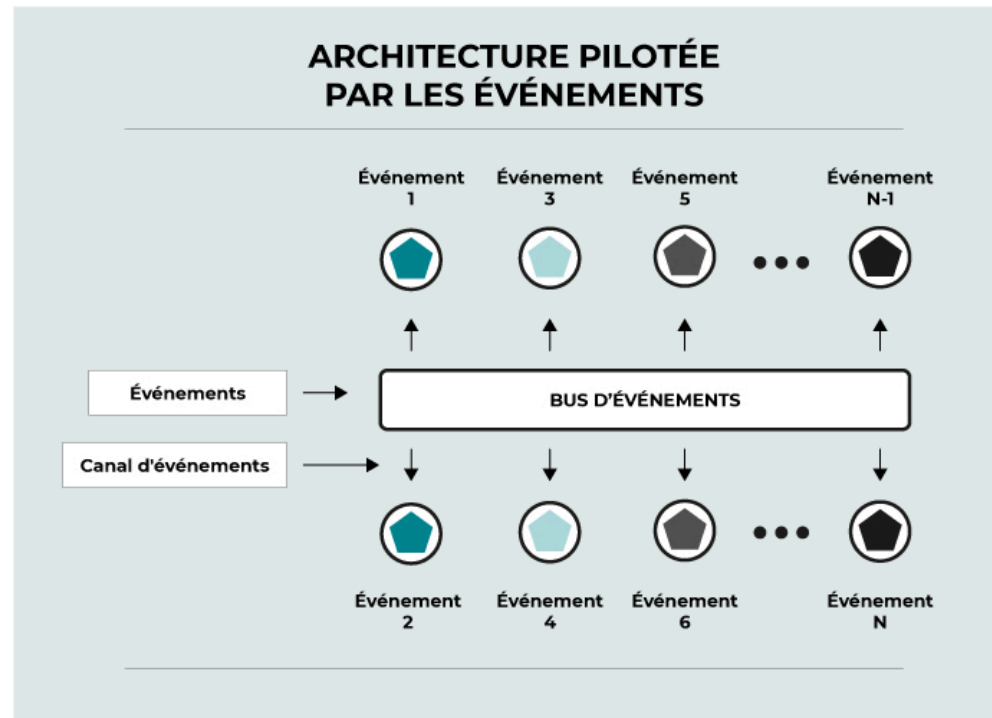 ARCHITECTURE PILOTÉE
PAR LES ÉVÉNEMENTS
Événement
1
Événement
3
Événement
5
Événement
N-1
Événements
BUS D’ÉVÉNEMENTS
Canal d'événements
Événement
2
Événement
4
Événement
6
Événement
N